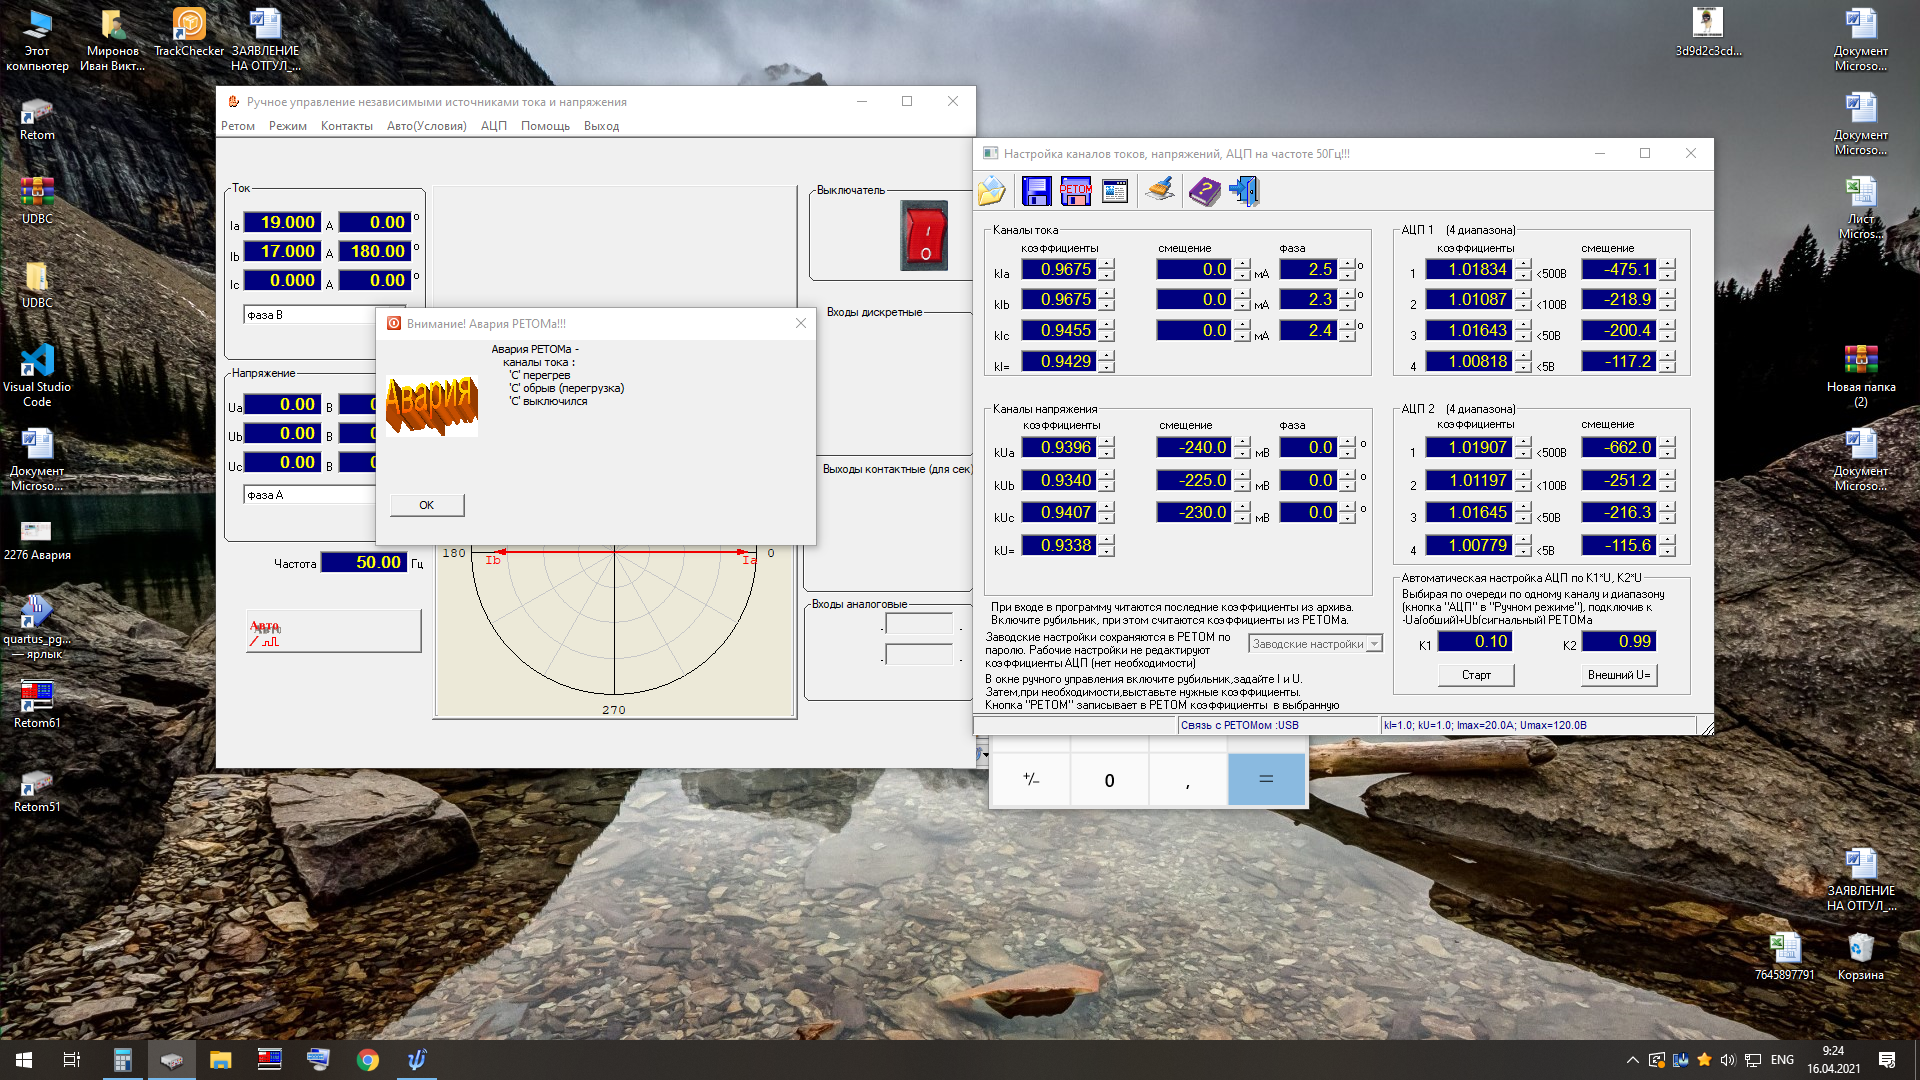 Этот
компьютер
Миронов
Иван Викт...
TrackChecker
ЗАЯВЛЕНИЕ
НА ОТГУЛ_...
Retom
UDBC
UDBC
Visual Studio
Code
Документ
Microso...
2276 Авария
quartus_pg...
— ярлык
Retom61
Retom51
3d9d2c3cd...
Документ
Microso...
Документ
Microso...
Лист
Micros...
Новая папка
(2)
Документ
Microso...
ЗАЯВЛЕНИЕ
НА ОТГУЛ_...
7645897791
Корзина
Ручное управление независимыми источниками тока и напряжения
Ретом Режим Контакты Авто(Условия) АЦП Помощь Выход
Ток
Ia 19.000 А 0.00 °
Ib 17.000 А 180.00 °
Ic 0.000 А 0.00 °
фаза В
Напряжение
Ua 0.00 В
Ub 0.00 В
Uc 0.00 В
фаза А
Частота 50.00 Гц
Авто
Выключатель
I
O
Входы дискретные
Выходы контактные (для сек
Входы аналоговые
180 Ib Ia 0
270
Внимание! Авария РЕТОМа!!!
Авария
Авария РЕТОМа -
каналы тока :
'C' перегрев
'C' обрыв (перегрузка)
'C' выключился
OK
Настройка каналов токов, напряжений, АЦП на частоте 50Гц!!!
РЕТОМ
?
Каналы тока
коэффициенты смещение фаза
kIa 0.9675 0.0 мА 2.5 °
kIb 0.9675 0.0 мА 2.3 °
kIc 0.9455 0.0 мА 2.4 °
kI= 0.9429
Каналы напряжения
коэффициенты смещение фаза
kUa 0.9396 -240.0 мВ 0.0 °
kUb 0.9340 -225.0 мВ 0.0 °
kUc 0.9407 -230.0 мВ 0.0 °
kU= 0.9338
АЦП 1 (4 диапазона)
коэффициенты смещение
1 1.01834 <500В -475.1
2 1.01087 <100В -218.9
3 1.01643 <50В -200.4
4 1.00818 <5В -117.2
АЦП 2 (4 диапазона)
коэффициенты смещение
1 1.01907 <500В -662.0
2 1.01197 <100В -251.2
3 1.01645 <50В -216.3
4 1.00779 <5В -115.6
Автоматическая настройка АЦП по K1*U, K2*U
Выбирая по очереди по одному каналу и диапазону
(кнопка "АЦП" в "Ручном режиме"), подключив к
-Ua(общий)+Ub(сигнальный) РЕТОМа
K1 0.10 K2 0.99
Старт Внешний U=
При входе в программу читаются последние коэффициенты из архива.
Включите рубильник, при этом считаются коэффициенты из РЕТОМа.
Заводские настройки сохраняются в РЕТОМ по
паролю. Рабочие настройки не редактируют
коэффициенты АЦП (нет необходимости)
Заводские настройки
В окне ручного управления включите рубильник,задайте I и U.
Затем,при необходимости,выставьте нужные коэффициенты.
Кнопка "РЕТОМ" записывает в РЕТОМ коэффициенты в выбранную
Связь с РЕТОМом :USB
kI=1.0; kU=1.0; Imax=20.0A; Umax=120.0B
+/- 0 , =
ENG
9:24
16.04.2021